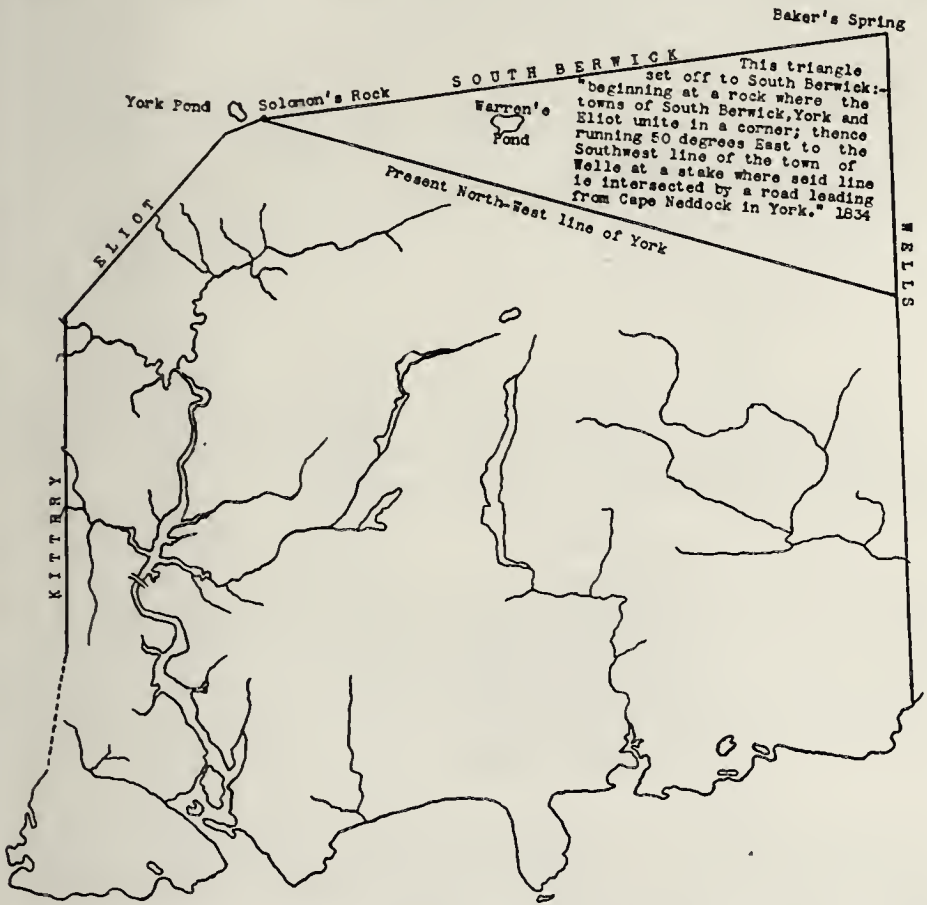 Baker's Spring
SOUTH BERWICK
York Pond
Solomon's Rock
Warren's
Pond
This triangle
set off to South Berwick:-
"beginning at a rock where the
towns of South Berwick,York and
Eliot unite in a corner; thence
running 50 degrees East to the
Southwest line of the town of
Wells at a stake where said line
is intersected by a road leading
from Cape Neddock in York." 1834
Present North-West line of York
ELIOT
WELLS
KITTERY